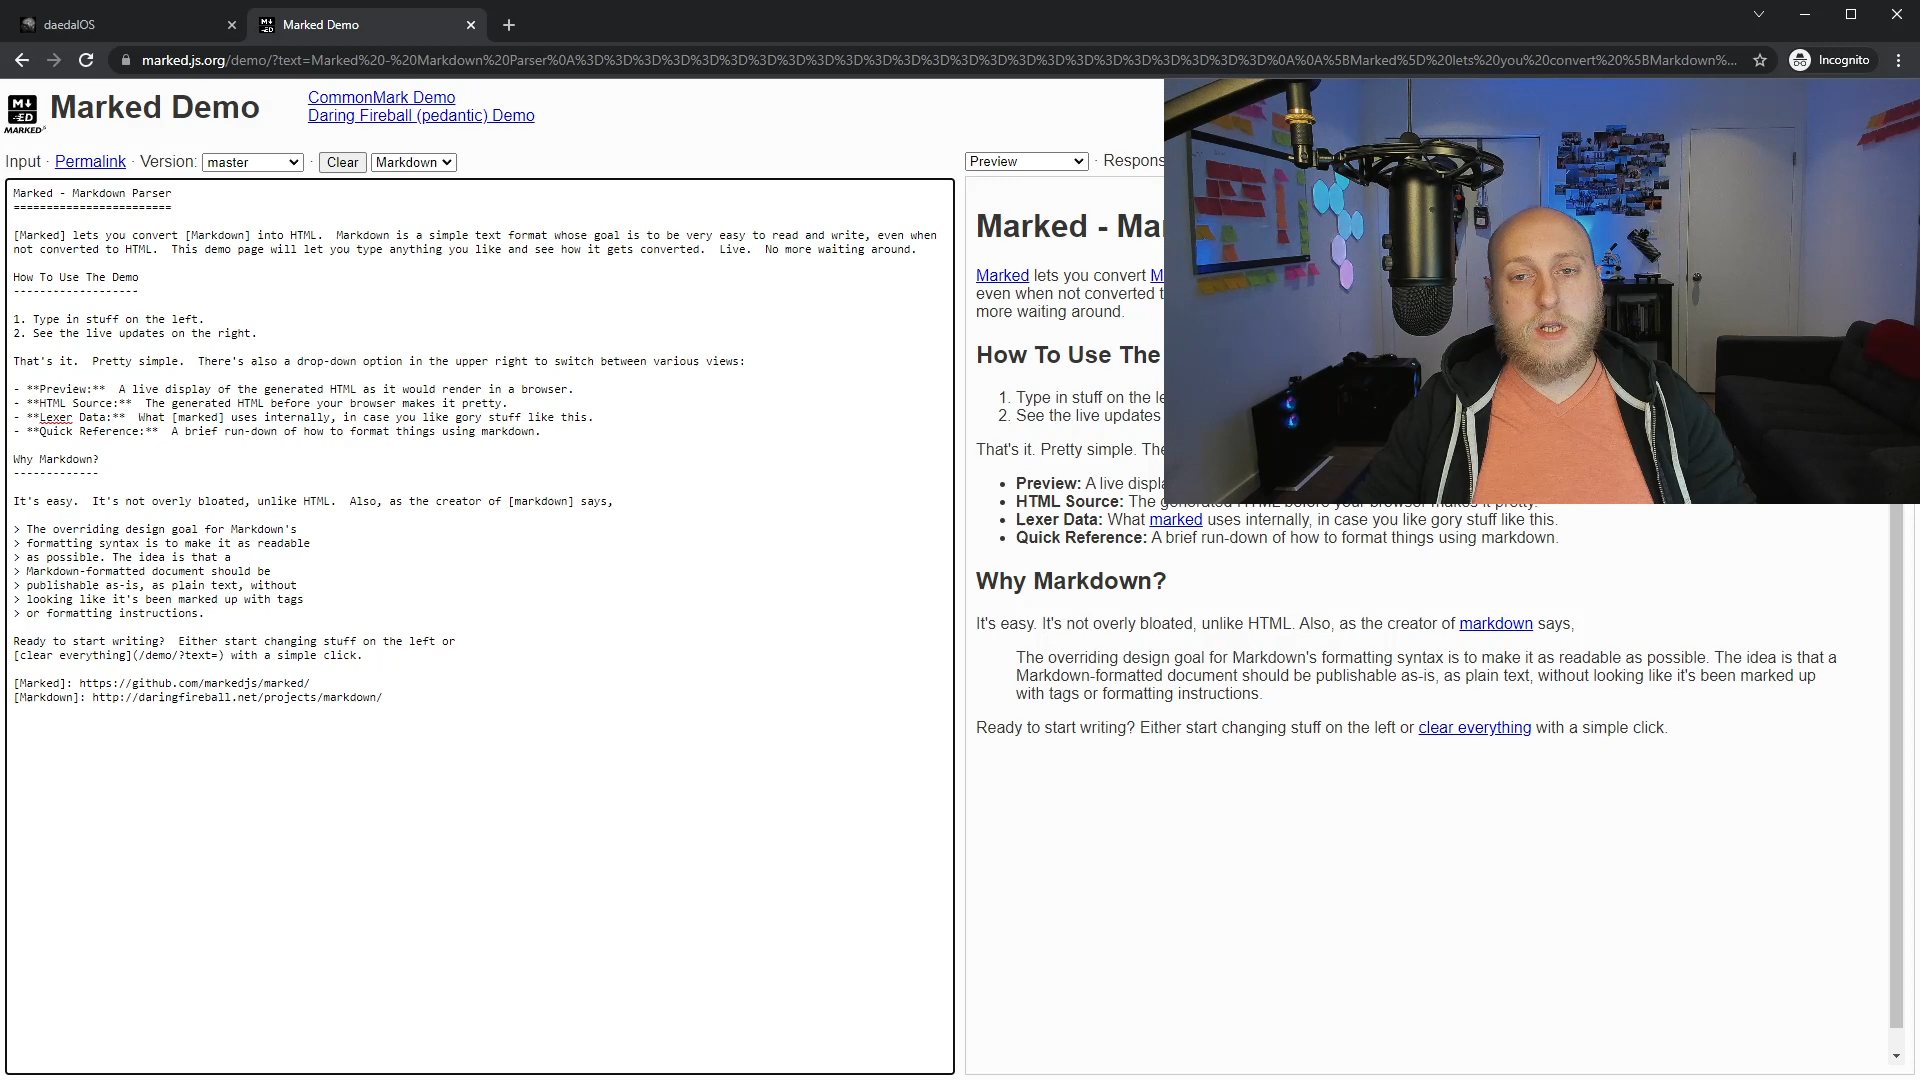 daedalOS
Marked Demo
marked.js.org/demo/?text=Marked%20-%20Markdown%20Parser%0A%3D%3D%3D%3D%3D%3D%3D%3D%3D%3D%3D%3D%3D%3D%3D%3D%3D%3D%3D%3D%3D%3D%3D%3D%0A%0A%5BMarked%5D%20lets%20you%20convert%20%5BMarkdown%...
Incognito
M↓
ED
MARKED
JS
Marked Demo
CommonMark Demo
Daring Fireball (pedantic) Demo
Input · Permalink · Version: master · Clear Markdown
Preview · Respons
Marked - Markdown Parser
========================
[Marked] lets you convert [Markdown] into HTML.  Markdown is a simple text format whose goal is to be very easy to read and write, even when
not converted to HTML.  This demo page will let you type anything you like and see how it gets converted.  Live.  No more waiting around.
How To Use The Demo
-------------------
1. Type in stuff on the left.
2. See the live updates on the right.
That's it.  Pretty simple.  There's also a drop-down option in the upper right to switch between various views:
- **Preview:**  A live display of the generated HTML as it would render in a browser.
- **HTML Source:**  The generated HTML before your browser makes it pretty.
- **Lexer Data:**  What [marked] uses internally, in case you like gory stuff like this.
- **Quick Reference:**  A brief run-down of how to format things using markdown.
Why Markdown?
-------------
It's easy.  It's not overly bloated, unlike HTML.  Also, as the creator of [markdown] says,
> The overriding design goal for Markdown's
> formatting syntax is to make it as readable
> as possible. The idea is that a
> Markdown-formatted document should be
> publishable as-is, as plain text, without
> looking like it's been marked up with tags
> or formatting instructions.
Ready to start writing?  Either start changing stuff on the left or
[clear everything](/demo/?text=) with a simple click.
[Marked]: https://github.com/markedjs/marked/
[Markdown]: http://daringfireball.net/projects/markdown/
Marked - Ma
Marked lets you convert M
even when not converted t
more waiting around.
How To Use The
1. Type in stuff on the le
2. See the live updates
That's it. Pretty simple. The
• Preview: A live displa
• HTML Source: The generated HTML before your browser makes it pretty.
• Lexer Data: What marked uses internally, in case you like gory stuff like this.
• Quick Reference: A brief run-down of how to format things using markdown.
Why Markdown?
It's easy. It's not overly bloated, unlike HTML. Also, as the creator of markdown says,
The overriding design goal for Markdown's formatting syntax is to make it as readable as possible. The idea is that a
Markdown-formatted document should be publishable as-is, as plain text, without looking like it's been marked up
with tags or formatting instructions.
Ready to start writing? Either start changing stuff on the left or clear everything with a simple click.